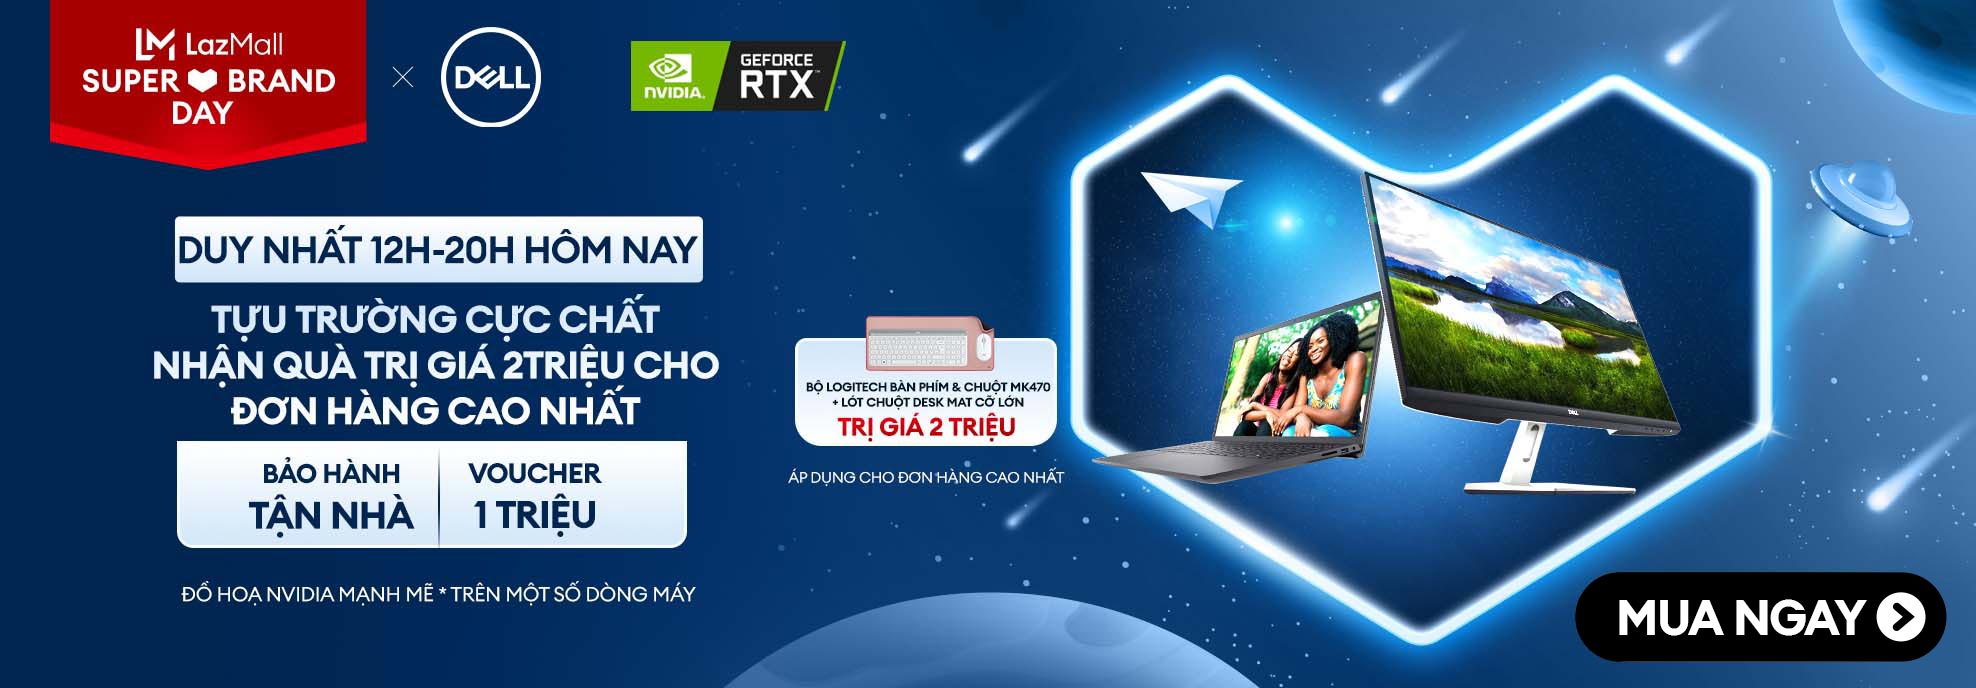 LazMall
SUPER BRAND
DAY
DELL
NVIDIA.
GEFORCE
RTX™
DUY NHẤT 12H-20H HÔM NAY
TỰU TRƯỜNG CỰC CHẤT
NHẬN QUÀ TRỊ GIÁ 2TRIỆU CHO
ĐƠN HÀNG CAO NHẤT
BẢO HÀNH
TẬN NHÀ
VOUCHER
1 TRIỆU
ĐỒ HOẠ NVIDIA MẠNH MẼ * TRÊN MỘT SỐ DÒNG MÁY
BỘ LOGITECH BÀN PHÍM & CHUỘT MK470
+ LÓT CHUỘT DESK MAT CỠ LỚN
TRỊ GIÁ 2 TRIỆU
ÁP DỤNG CHO ĐƠN HÀNG CAO NHẤT
DELL
MUA NGAY